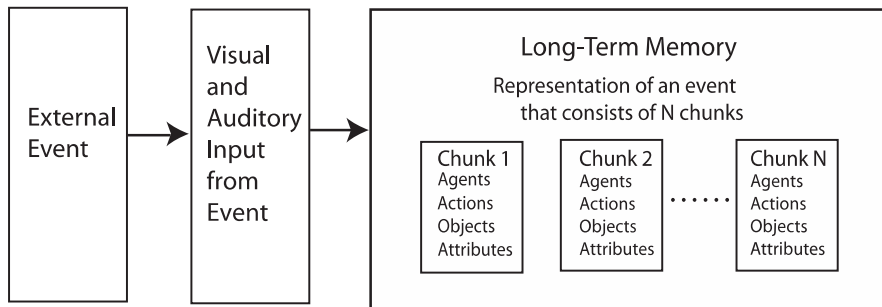 External
Event
Visual
and
Auditory
Input
from
Event
Long-Term Memory
Representation of an event
that consists of N chunks
Chunk 1
Agents
Actions
Objects
Attributes
Chunk 2
Agents
Actions
Objects
Attributes
......
Chunk N
Agents
Actions
Objects
Attributes